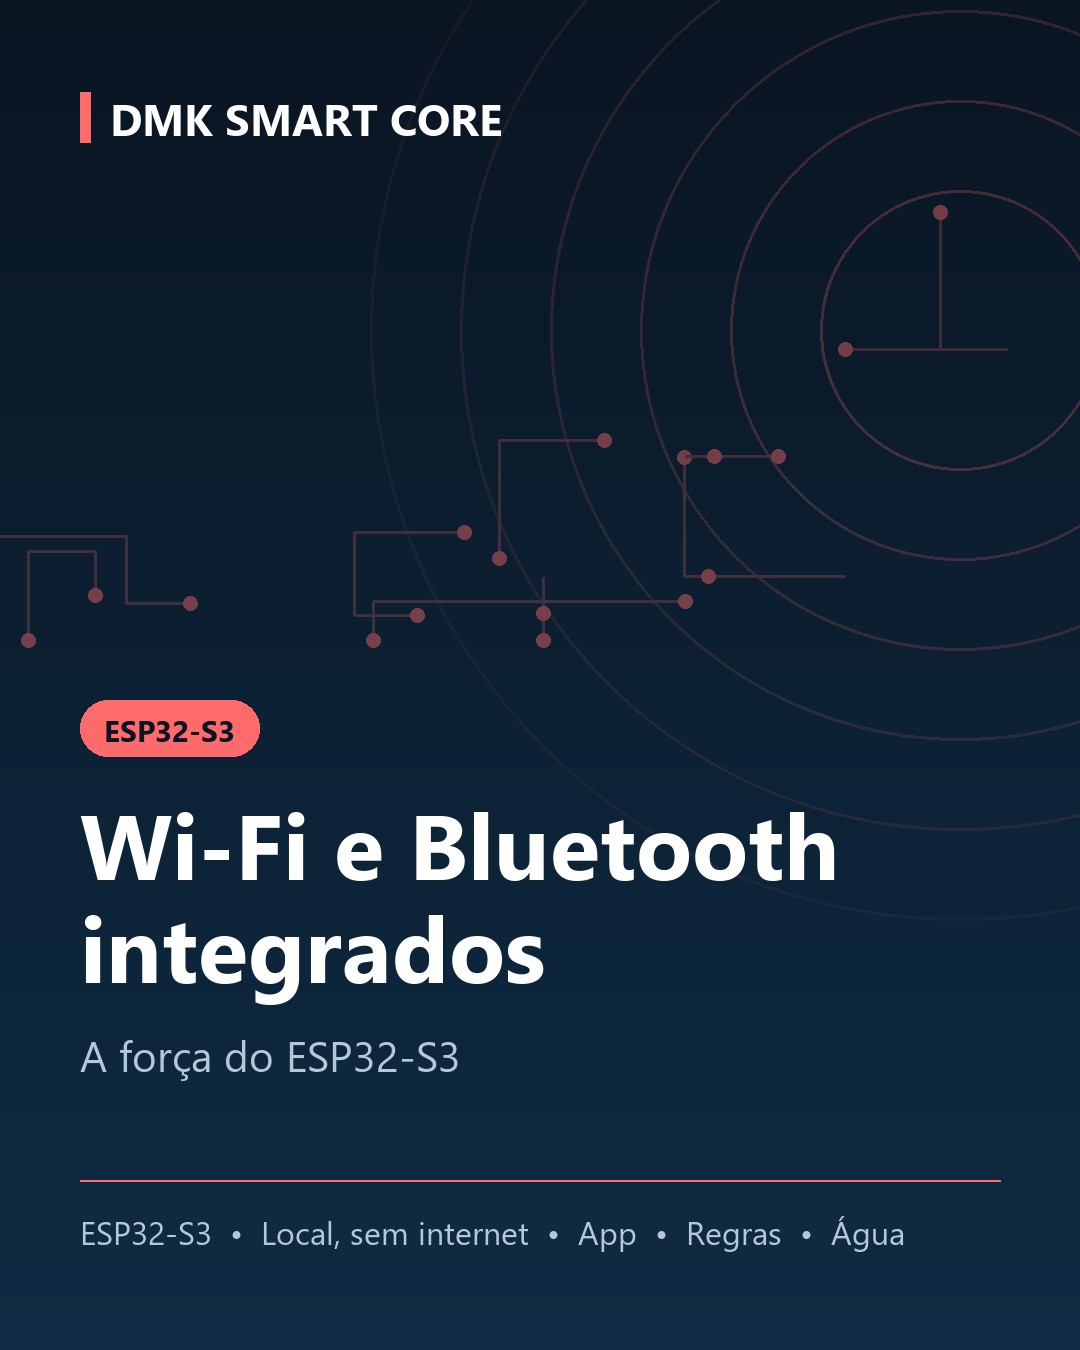 DMK SMART CORE
ESP32-S3
Wi-Fi e Bluetooth
integrados
A força do ESP32-S3
ESP32-S3 • Local, sem internet • App • Regras • Água